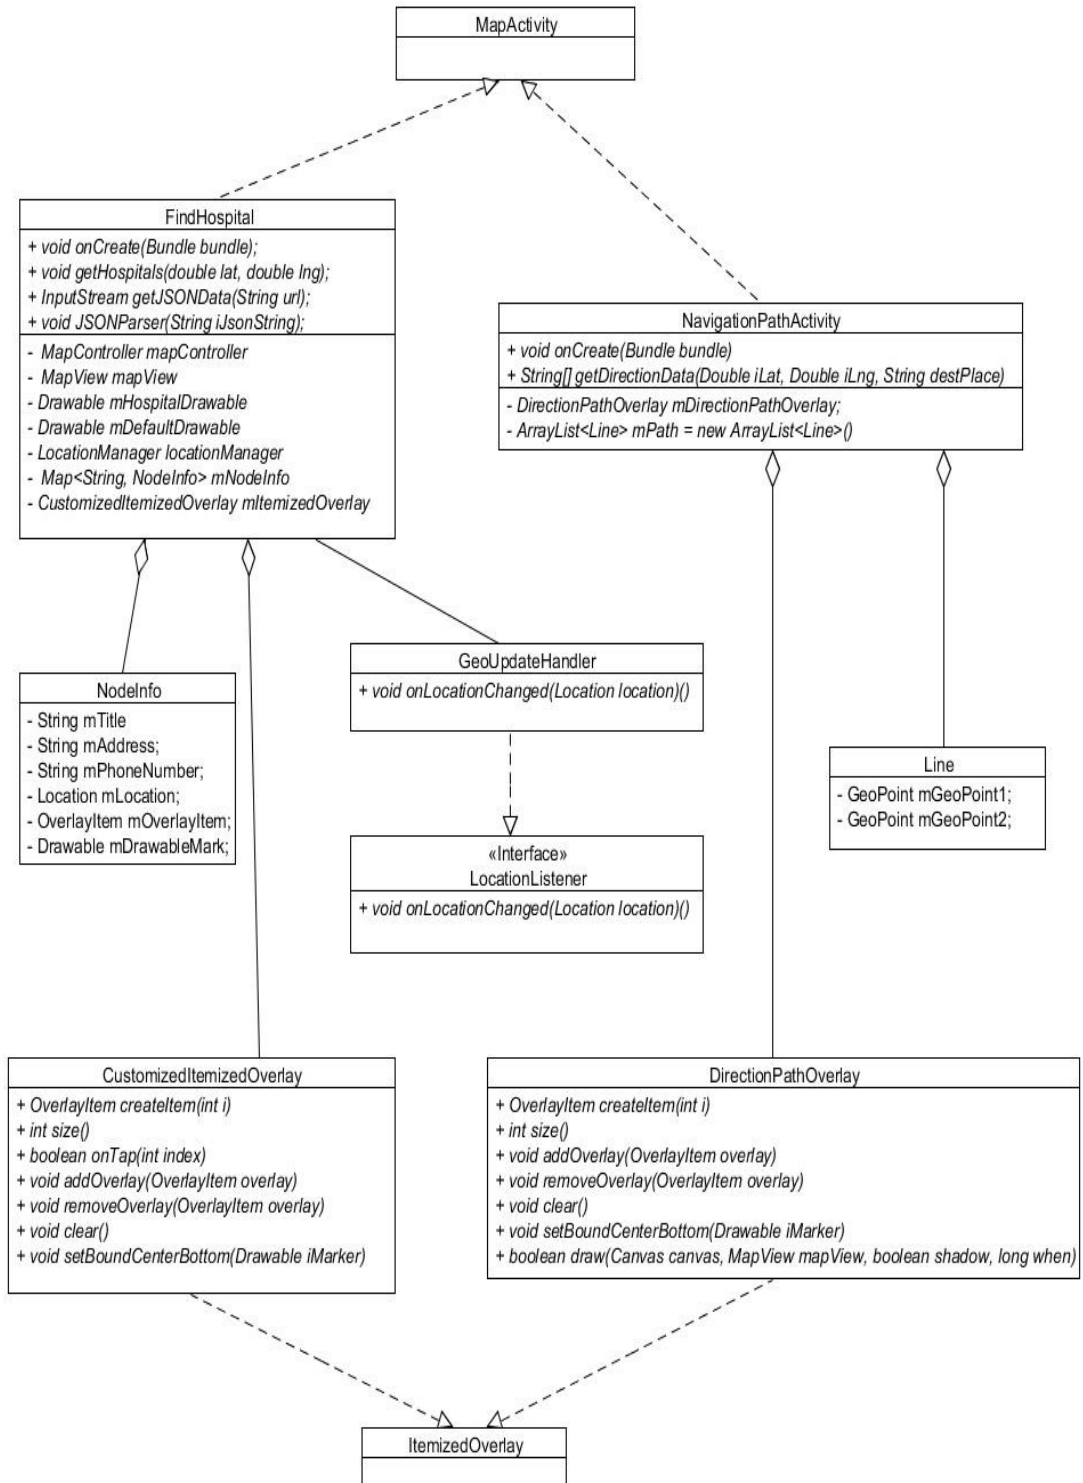 MapActivity
FindHospital
+ void onCreate(Bundle bundle);
+ void getHospitals(double lat, double lng);
+ InputStream getJSONData(String url);
+ void JSONParser(String iJsonString);
- MapController mapController
- MapView mapView
- Drawable mHospitalDrawable
- Drawable mDefaultDrawable
- LocationManager locationManager
- Map<String, NodeInfo> mNodeInfo
- CustomizedItemizedOverlay mItemizedOverlay
NavigationPathActivity
+ void onCreate(Bundle bundle)
+ String[] getDirectionData(Double iLat, Double iLng, String destPlace)
- DirectionPathOverlay mDirectionPathOverlay;
- ArrayList<Line> mPath = new ArrayList<Line>()
NodeInfo
- String mTitle
- String mAddress;
- String mPhoneNumber;
- Location mLocation;
- OverlayItem mOverlayItem;
- Drawable mDrawableMark;
GeoUpdateHandler
+ void onLocationChanged(Location location)()
«Interface»
LocationListener
+ void onLocationChanged(Location location)()
Line
- GeoPoint mGeoPoint1;
- GeoPoint mGeoPoint2;
CustomizedItemizedOverlay
+ OverlayItem createItem(int i)
+ int size()
+ boolean onTap(int index)
+ void addOverlay(OverlayItem overlay)
+ void removeOverlay(OverlayItem overlay)
+ void clear()
+ void setBoundCenterBottom(Drawable iMarker)
DirectionPathOverlay
+ OverlayItem createItem(int i)
+ int size()
+ void addOverlay(OverlayItem overlay)
+ void removeOverlay(OverlayItem overlay)
+ void clear()
+ void setBoundCenterBottom(Drawable iMarker)
+ boolean draw(Canvas canvas, MapView mapView, boolean shadow, long when)
ItemizedOverlay